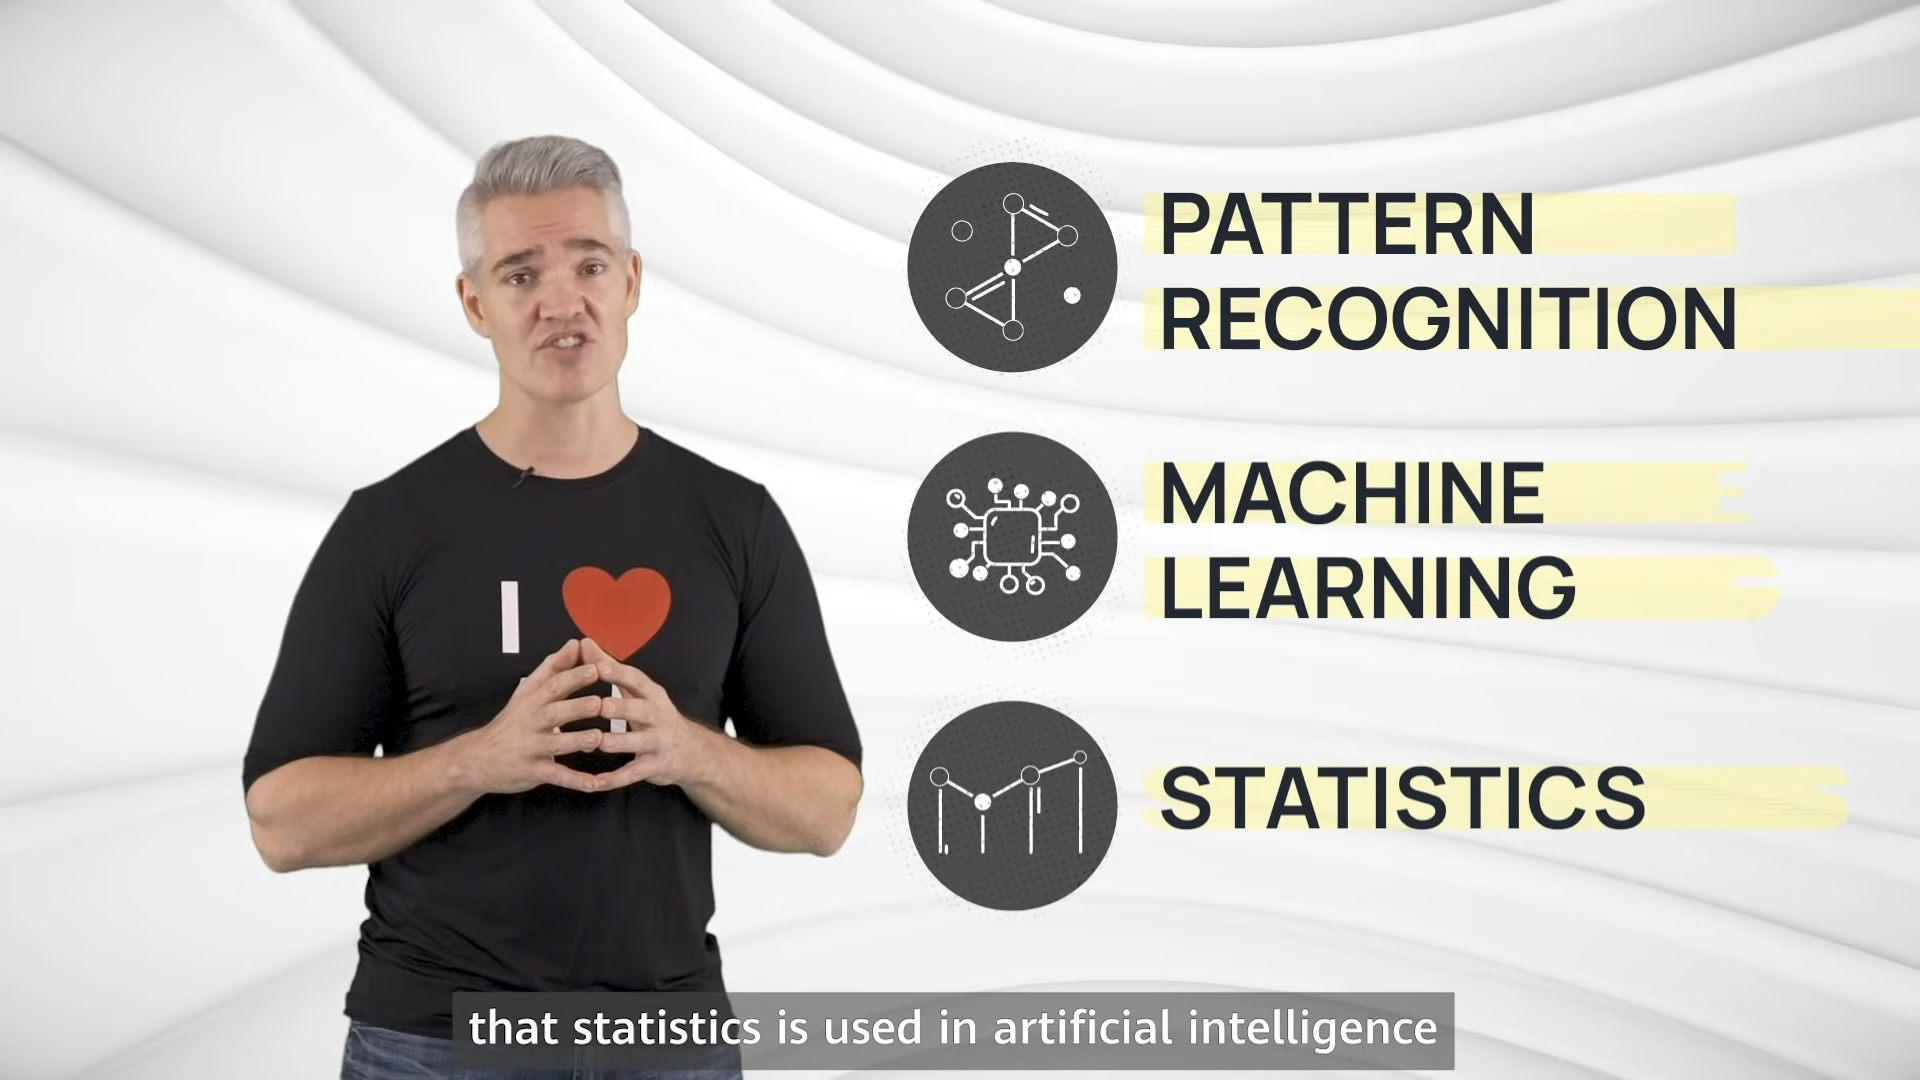 PATTERN
RECOGNITION
MACHINE
LEARNING
STATISTICS
I
that statistics is used in artificial intelligence